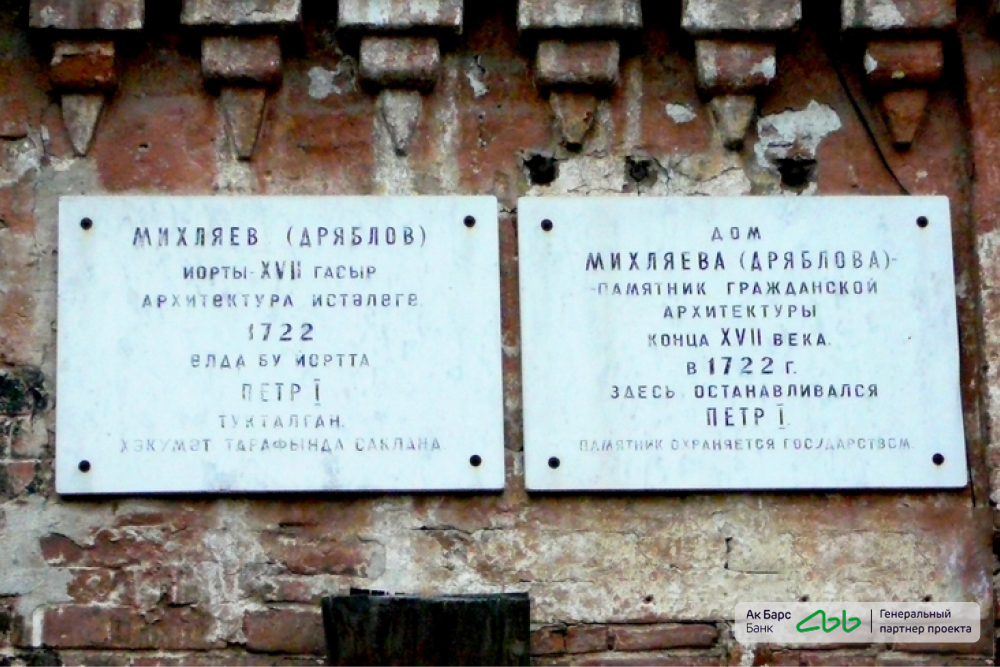 МИХЛЯЕВ (ДРЯБЛОВ)
ЙОРТЫ-XVII ГАСЫР
АРХИТЕКТУРА ИСТӘЛЕГЕ.
1722
ЕЛДА БУ ЙОРТТА
ПЕТР I
ТУКТАЛГАН.
ХӘКУМӘТ ТАРАФЫНДА САКЛАНА.
ДОМ
МИХЛЯЕВА (ДРЯБЛОВА)-
-ПАМЯТНИК ГРАЖДАНСКОЙ
АРХИТЕКТУРЫ
КОНЦА XVII ВЕКА.
В 1722 Г.
ЗДЕСЬ ОСТАНАВЛИВАЛСЯ
ПЕТР I.
ПАМЯТНИК ОХРАНЯЕТСЯ ГОСУДАРСТВОМ.
Ак Барс
Банк
Генеральный
партнер проекта